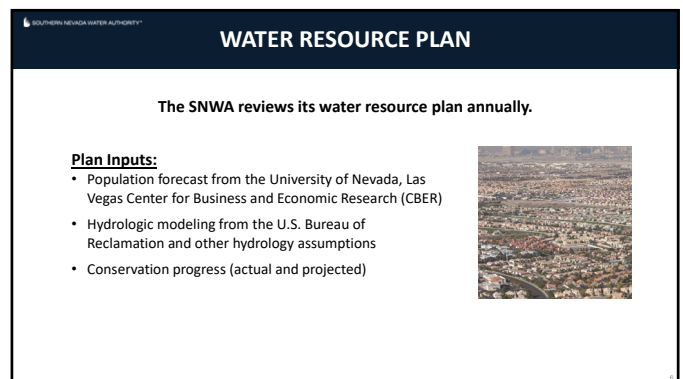 SOUTHERN NEVADA WATER AUTHORITY™
WATER RESOURCE PLAN
The SNWA reviews its water resource plan annually.
Plan Inputs:
• Population forecast from the University of Nevada, Las
Vegas Center for Business and Economic Research (CBER)
• Hydrologic modeling from the U.S. Bureau of
Reclamation and other hydrology assumptions
• Conservation progress (actual and projected)
6